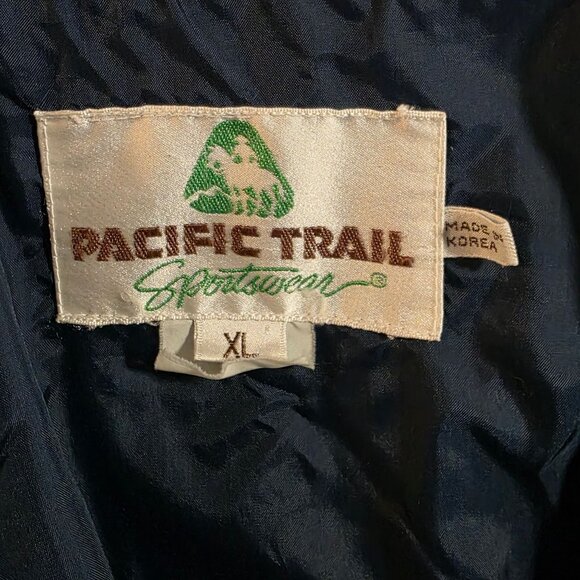 PACIFIC TRAIL
Sportswear®
XL
MADE IN
KOREA